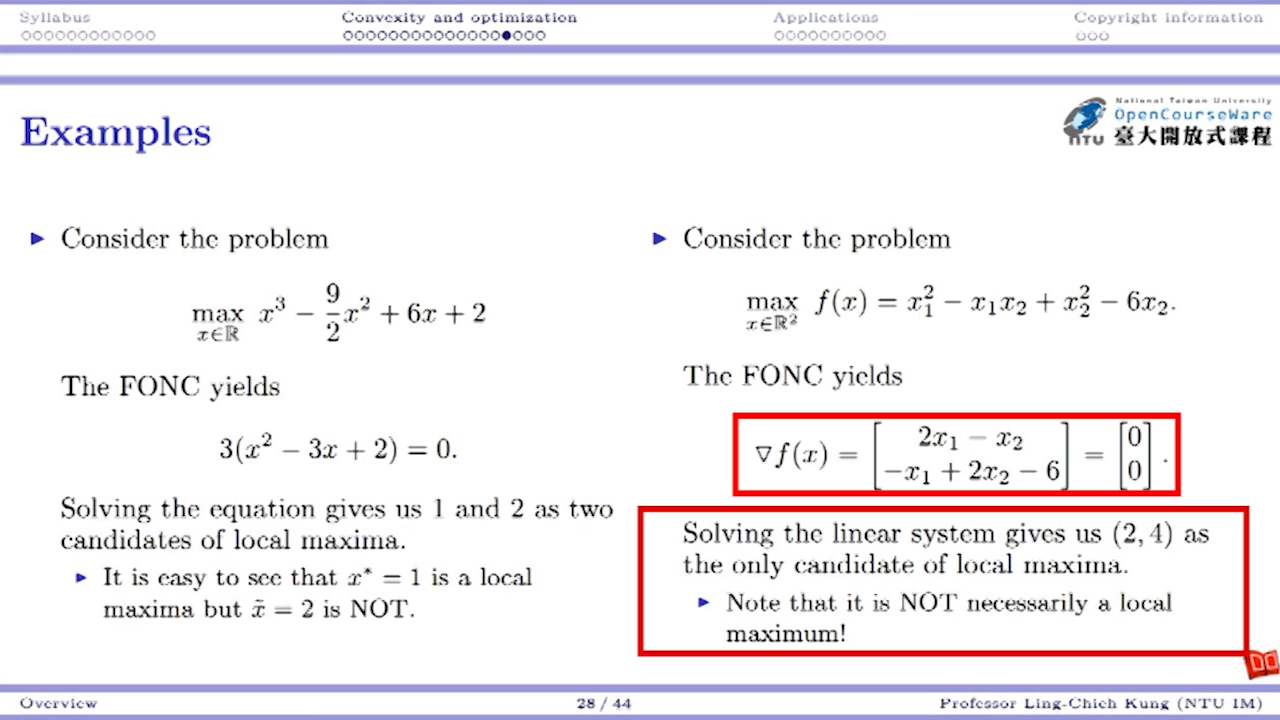 Syllabus
Convexity and optimization
Applications
Copyright information
Examples
National Taiwan University
OpenCourseWare
NTU 臺大開放式課程
▶ Consider the problem
max x∈ℝ x³ − 9/2 x² + 6x + 2
The FONC yields
3(x² − 3x + 2) = 0.
Solving the equation gives us 1 and 2 as two
candidates of local maxima.
▶ It is easy to see that x* = 1 is a local
maxima but x̃ = 2 is NOT.
▶ Consider the problem
max x∈ℝ² f(x) = x₁² − x₁x₂ + x₂² − 6x₂.
The FONC yields
▽f(x) = [2x₁ − x₂; −x₁ + 2x₂ − 6] = [0; 0].
Solving the linear system gives us (2, 4) as
the only candidate of local maxima.
▶ Note that it is NOT necessarily a local
maximum!
Overview
28 / 44
Professor Ling-Chieh Kung (NTU IM)